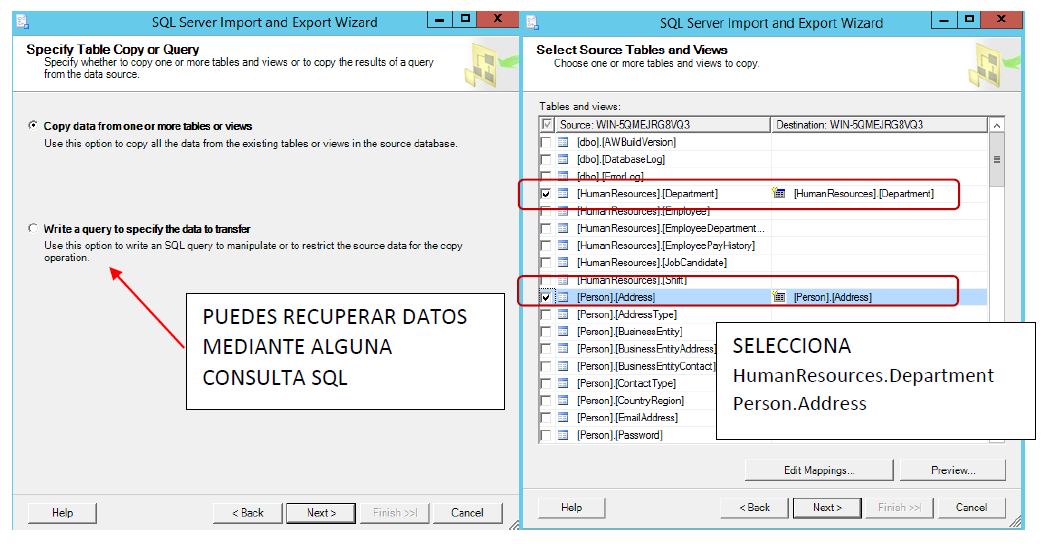 SQL Server Import and Export Wizard
Specify Table Copy or Query
Specify whether to copy one or more tables and views or to copy the results of a query
from the data source.
Copy data from one or more tables or views
Use this option to copy all the data from the existing tables or views in the source database.
Write a query to specify the data to transfer
Use this option to write an SQL query to manipulate or to restrict the source data for the copy
operation.
PUEDES RECUPERAR DATOS
MEDIANTE ALGUNA
CONSULTA SQL
Help
< Back
Next >
Finish >>|
Cancel
SQL Server Import and Export Wizard
Select Source Tables and Views
Choose one or more tables and views to copy.
Tables and views:
Source: WIN-5QMEJRG8VQ3 Destination: WIN-5QMEJRG8VQ3
[dbo].[AWBuildVersion]
[dbo].[DatabaseLog]
[dbo].[ErrorLog]
[HumanResources].[Department] [HumanResources].[Department]
[HumanResources].[Employee]
[HumanResources].[EmployeeDepartment...
[HumanResources].[EmployeePayHistory]
[HumanResources].[JobCandidate]
[HumanResources].[Shift]
[Person].[Address] [Person].[Address]
[Person].[AddressType]
[Person].[BusinessEntity]
[Person].[BusinessEntityAddress]
[Person].[BusinessEntityContact]
[Person].[ContactType]
[Person].[CountryRegion]
[Person].[EmailAddress]
[Person].[Password]
SELECCIONA
HumanResources.Department
Person.Address
Edit Mappings...
Preview...
Help
< Back
Next >
Finish >>|
Cancel